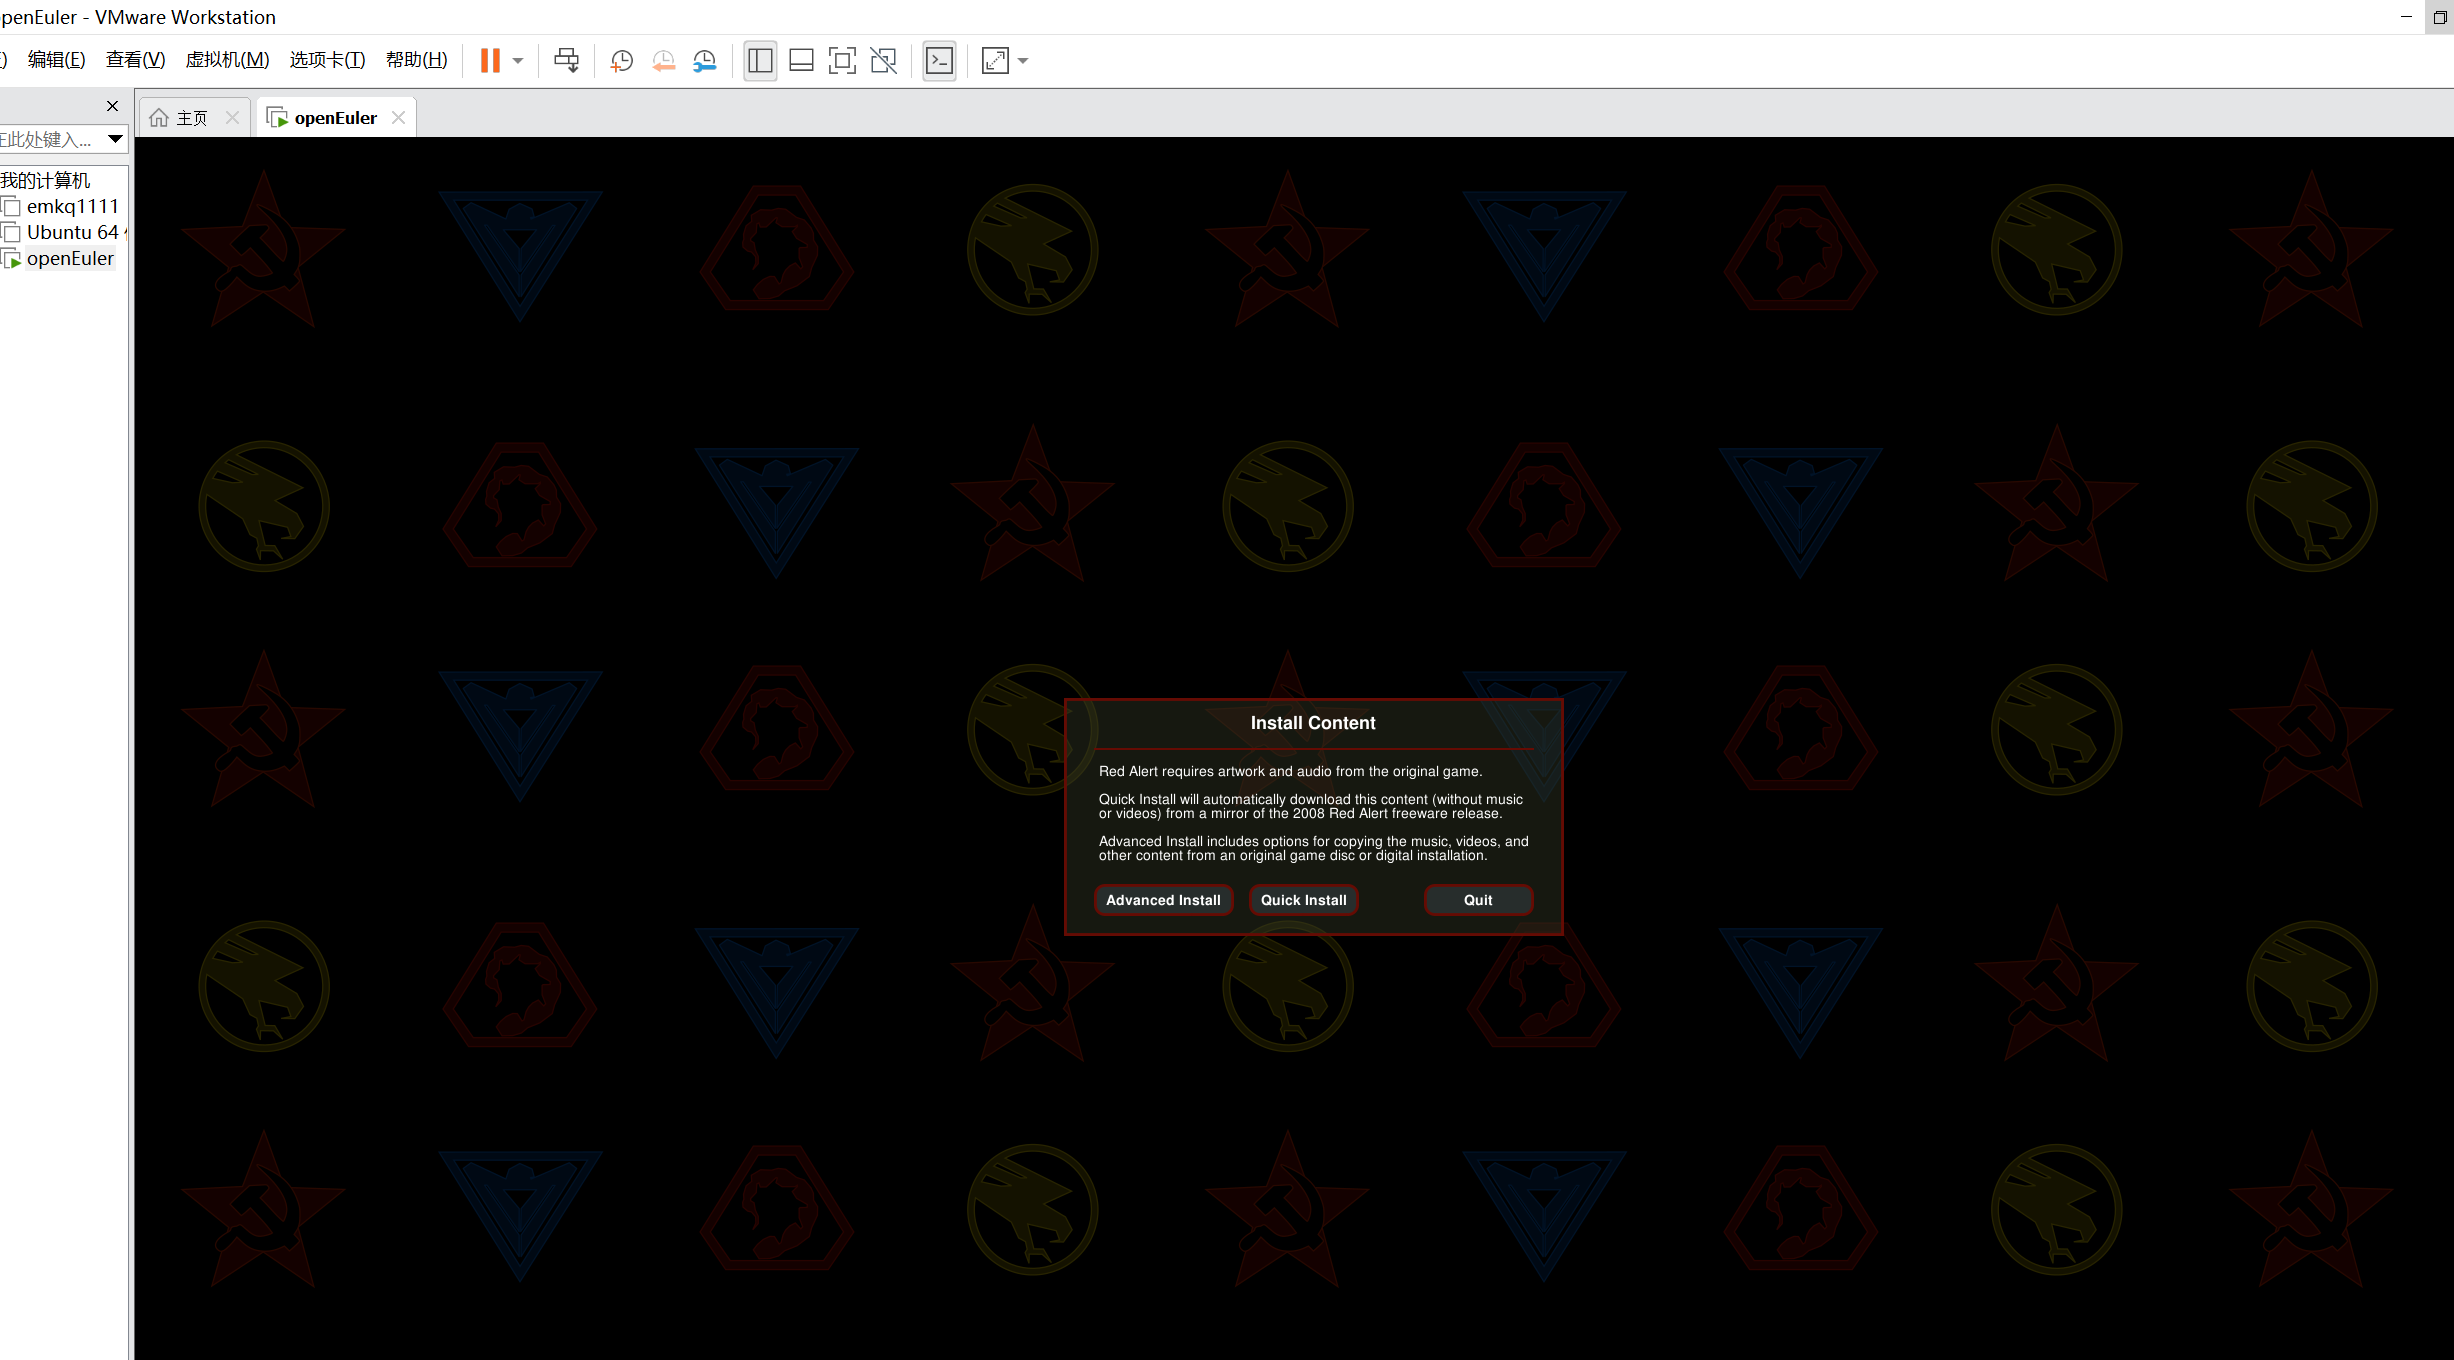 penEuler - VMware Workstation
编辑(E) 查看(V) 虚拟机(M) 选项卡(T) 帮助(H)
主页 openEuler
在此处键入...
我的计算机
emkq1111
Ubuntu 64
openEuler
Install Content
Red Alert requires artwork and audio from the original game.
Quick Install will automatically download this content (without music
or videos) from a mirror of the 2008 Red Alert freeware release.
Advanced Install includes options for copying the music, videos, and
other content from an original game disc or digital installation.
Advanced Install Quick Install Quit